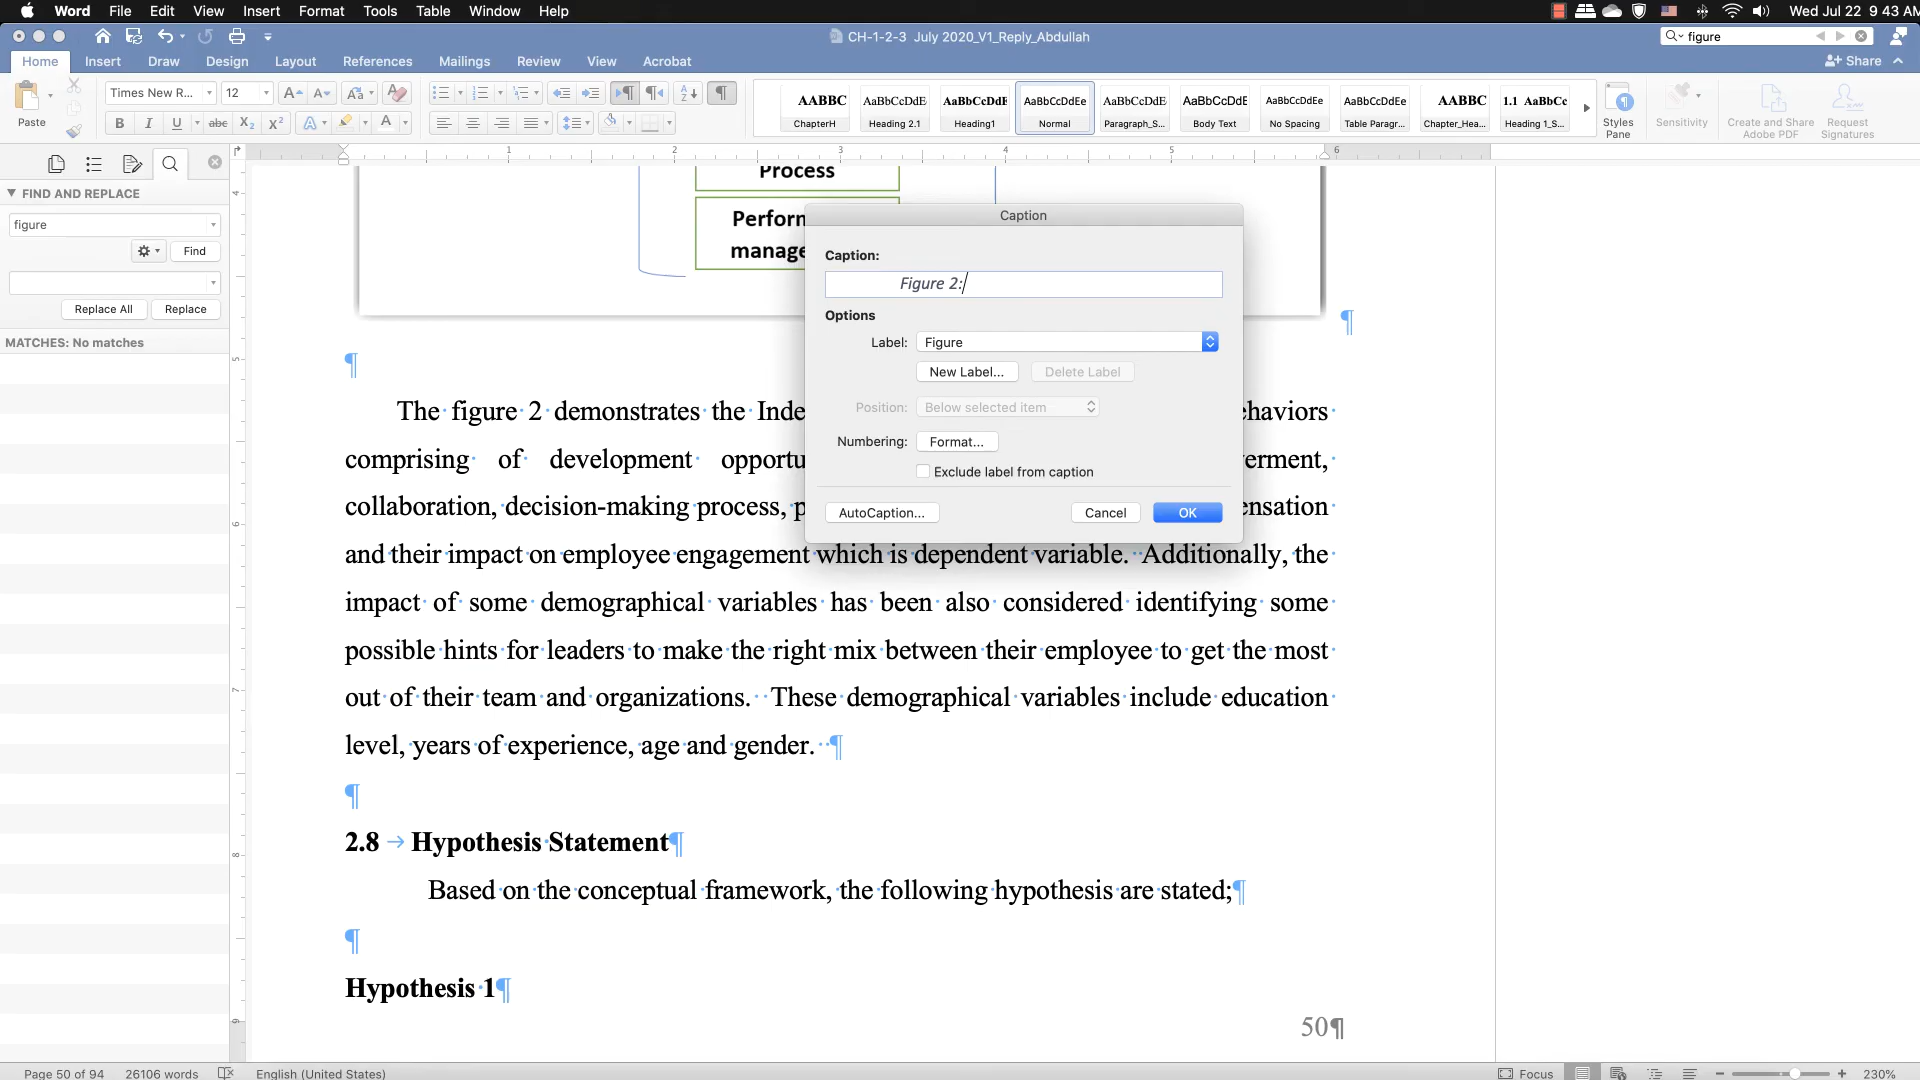 Word File Edit View Insert Format Tools Table Window Help
Wed Jul 22 9 43 AM
CH-1-2-3 July 2020_V1_Reply_Abdullah
figure
Home Insert Draw Design Layout References Mailings Review View Acrobat
Share
Paste
Times New R... 12
AABBC AaBbCcDdE AaBbCcDdE AaBbCcDdEe AaBbCcDdE AaBbCcDdE AaBbCcDdEe AaBbCcDdEe AABBC 1.1 AaBbCc
ChapterH Heading 2.1 Heading1 Normal Paragraph_S... Body Text No Spacing Table Paragr... Chapter_Hea... Heading 1_S...
Styles Pane
Sensitivity
Create and Share Adobe PDF
Request Signatures
FIND AND REPLACE
figure
Find
Replace All Replace
MATCHES: No matches
1 2 3 4 5 6
Process
Perform
manage
Caption
Caption:
Figure 2:
Options
Label: Figure
New Label... Delete Label
Position: Below selected item
Numbering: Format...
Exclude label from caption
AutoCaption... Cancel OK
The figure 2 demonstrates the Inde ehaviors
comprising of development opportu verment,
collaboration, decision-making process, p ensation
and their impact on employee engagement which is dependent variable. Additionally, the
impact of some demographical variables has been also considered identifying some
possible hints for leaders to make the right mix between their employee to get the most
out of their team and organizations. These demographical variables include education
level, years of experience, age and gender.
2.8 Hypothesis Statement
Based on the conceptual framework, the following hypothesis are stated;
Hypothesis 1
50
Page 50 of 94 26106 words English (United States)
Focus 230%